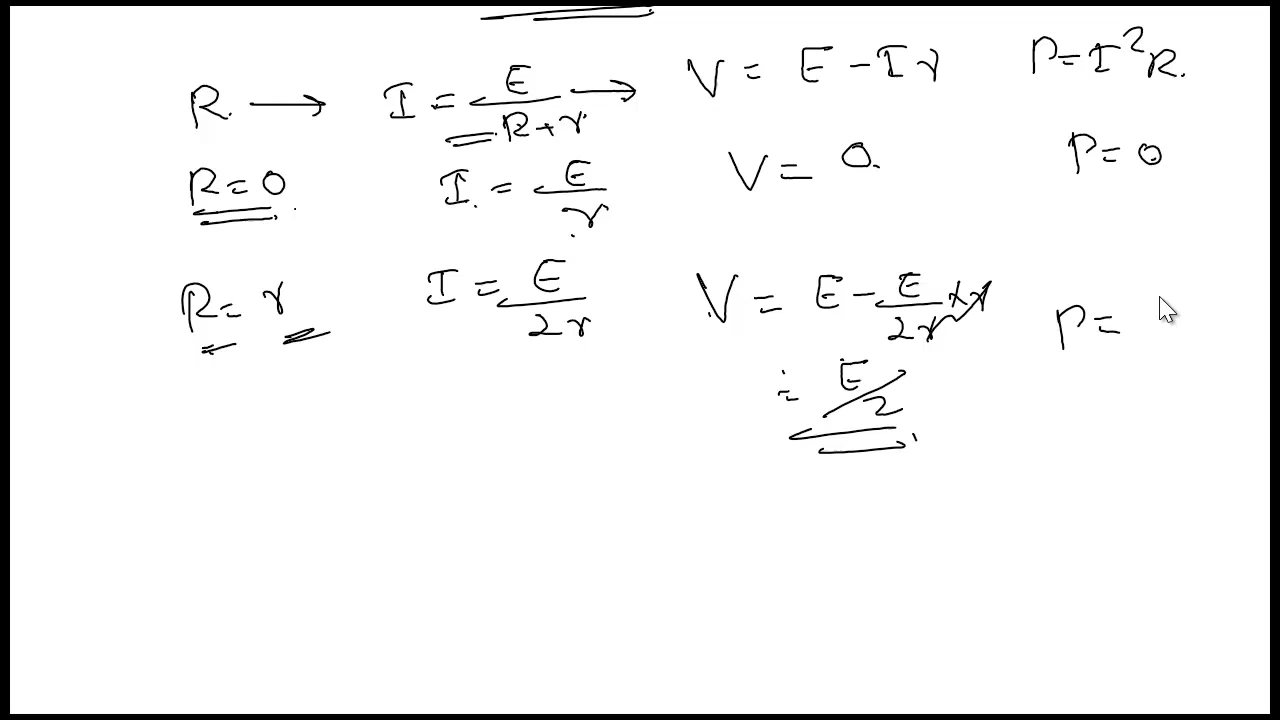 R. → I = E/R+r → V = E - Ir P = I²R.
R = 0 I = E/r V = 0. P = 0
R = r I = E/2r V = E - E/2r × r P =
= E/2